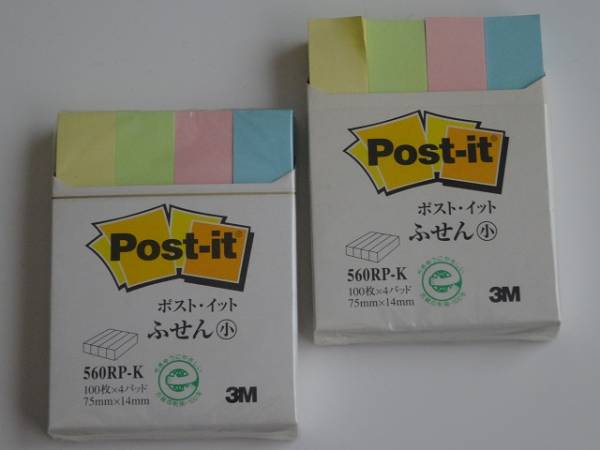 Post-it
ポスト・イット
ふせん小
560RP-K
100枚×4パッド
75mm×14mm
3M
Post-it
ポスト・イット
ふせん小
560RP-K
100枚×4パッド
75mm×14mm
3M